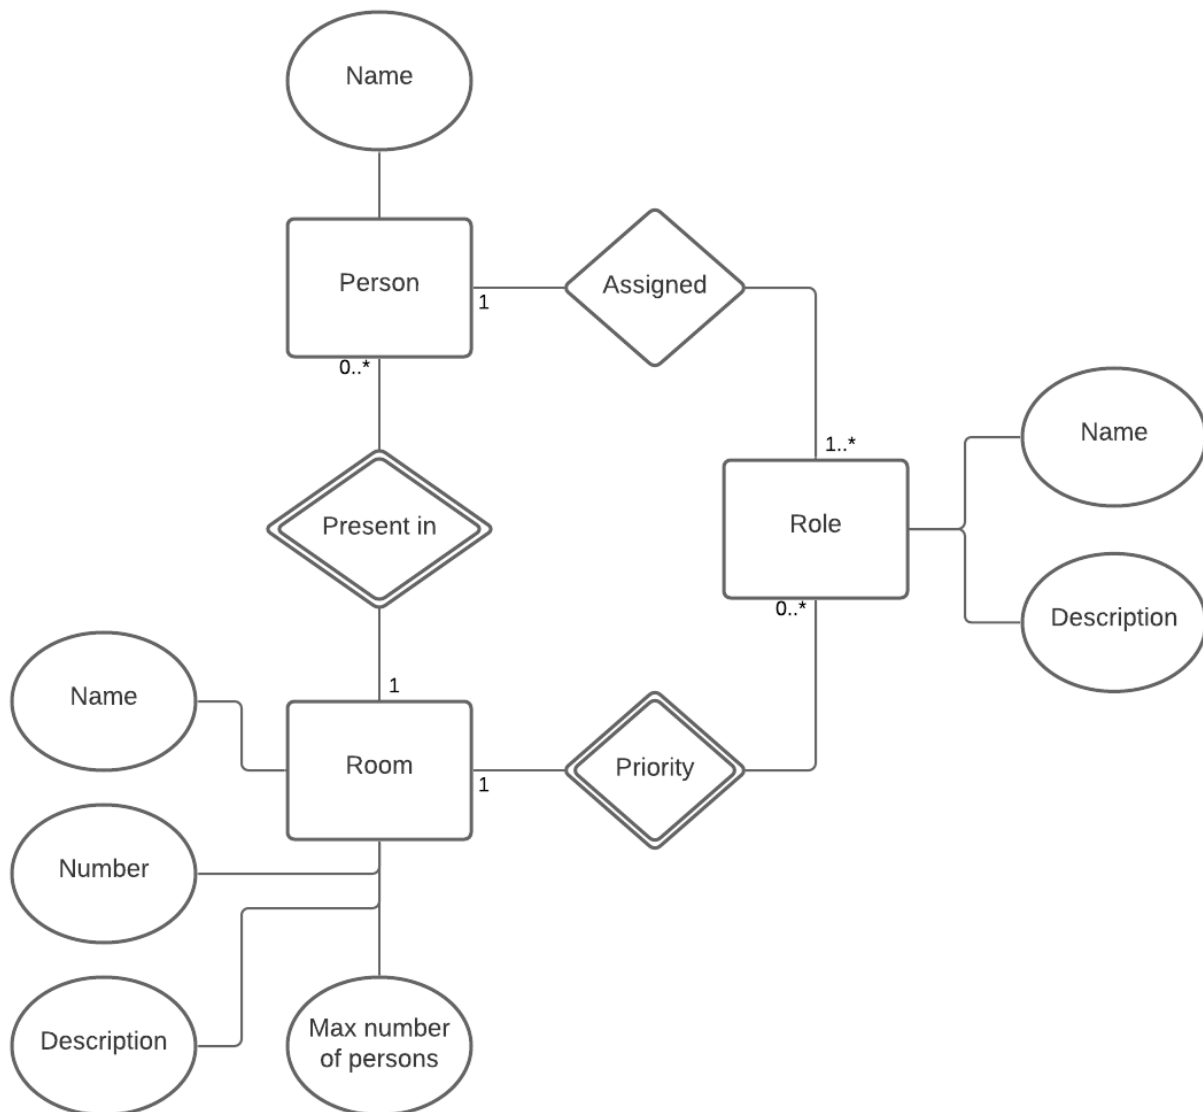 Name
Person
1
Assigned
0..*
1..*
Name
Present in
Role
0..*
Description
1
Name
Room
1
Priority
Number
Description
Max number
of persons